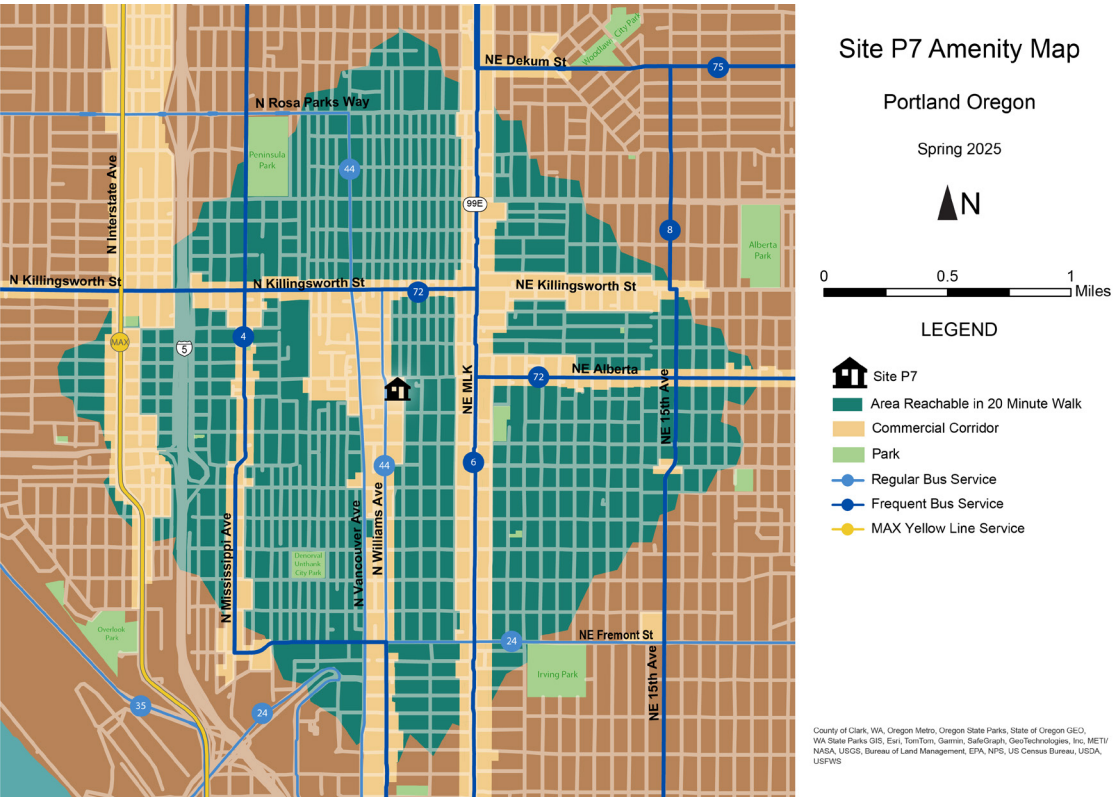 Site P7 Amenity Map
Portland Oregon
Spring 2025
N
0 0.5 1
Miles
LEGEND
Site P7
Area Reachable in 20 Minute Walk
Commercial Corridor
Park
Regular Bus Service
Frequent Bus Service
MAX Yellow Line Service
County of Clark, WA, Oregon Metro, Oregon State Parks, State of Oregon GEO,
WA State Parks GIS, Esri, TomTom, Garmin, SafeGraph, GeoTechnologies, Inc, METI/
NASA, USGS, Bureau of Land Management, EPA, NPS, US Census Bureau, USDA,
USFWS
Woodlawn City Park
NE Dekum St
75
N Rosa Parks Way
Peninsula
Park
44
N Interstate Ave
99E
8
Alberta
Park
N Killingsworth St
N Killingsworth St
72
NE Killingsworth St
MAX
5
4
NE MLK
72
NE Alberta
NE 15th Ave
44
6
N Mississippi Ave
N Vancouver Ave
N Williams Ave
Denorval
Unthank
City Park
Overlook
Park
24
NE Fremont St
Irving Park
NE 15th Ave
35
24